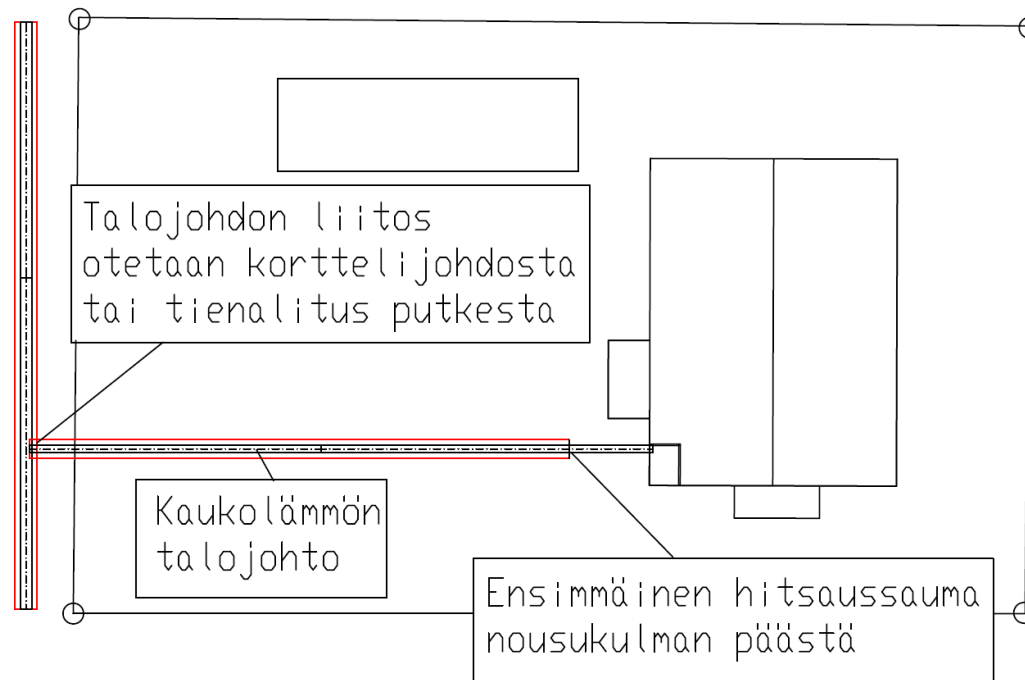 Talojohdon liitos
otetaan korttelijohdosta
tai tienalitus putkesta
Kaukolämmön
talojohto
Ensimmäinen hitsaussauma
nousukulman päästä